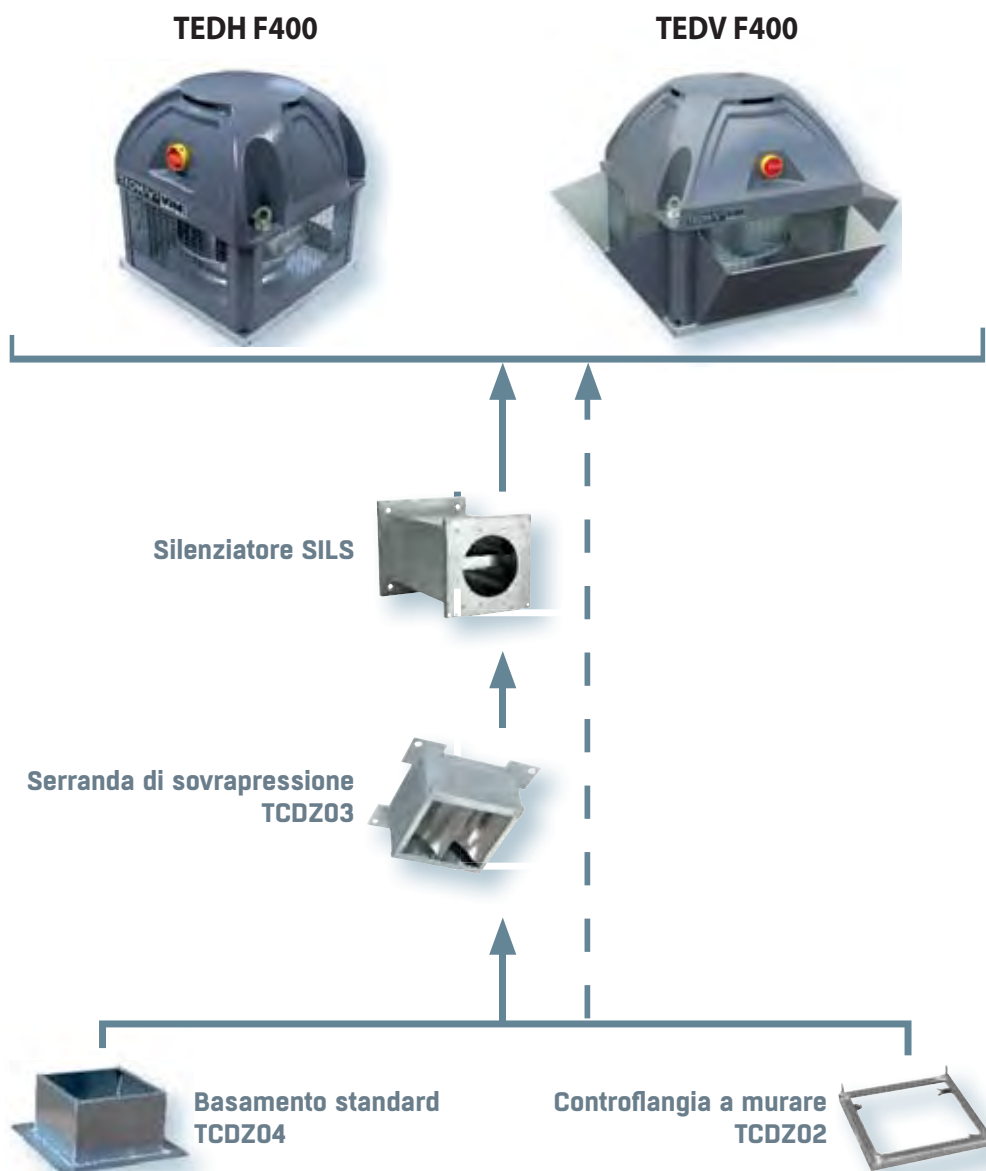 TEDH F400
TEDV F400
Silenziatore SILS
Serranda di sovrapressione
TCDZ03
Basamento standard
TCDZ04
Controflangia a murare
TCDZ02